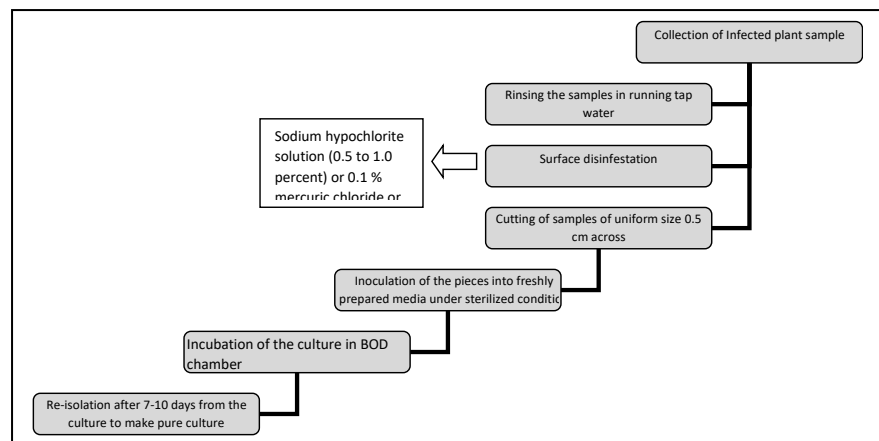 Collection of Infected plant sample
Rinsing the samples in running tap
water
Sodium hypochlorite
solution (0.5 to 1.0
percent) or 0.1 %
mercuric chloride or
Surface disinfestation
Cutting of samples of uniform size 0.5
cm across
Inoculation of the pieces into freshly
prepared media under sterilized conditio
Incubation of the culture in BOD
chamber
Re-isolation after 7-10 days from the
culture to make pure culture